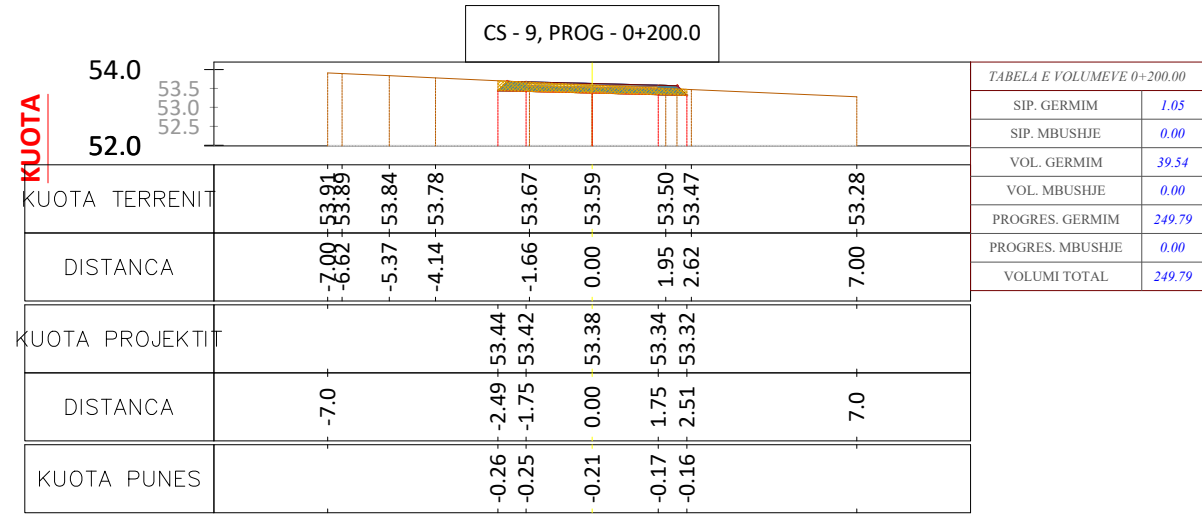 CS - 9, PROG - 0+200.0
KUOTA
54.0
53.5
53.0
52.5
52.0
KUOTA TERRENIT
53.91 53.89 53.84 53.78 53.67 53.59 53.50 53.47 53.28
DISTANCA
-7.00 -6.62 -5.37 -4.14 -1.66 0.00 1.95 2.62 7.00
KUOTA PROJEKTIT
53.44 53.42 53.38 53.34 53.32
DISTANCA
-7.0 -2.49 -1.75 0.00 1.75 2.51 7.0
KUOTA PUNES
-0.26 -0.25 -0.21 -0.17 -0.16
TABELA E VOLUMEVE 0+200.00
SIP. GERMIM 1.05
SIP. MBUSHJE 0.00
VOL. GERMIM 39.54
VOL. MBUSHJE 0.00
PROGRES. GERMIM 249.79
PROGRES. MBUSHJE 0.00
VOLUMI TOTAL 249.79